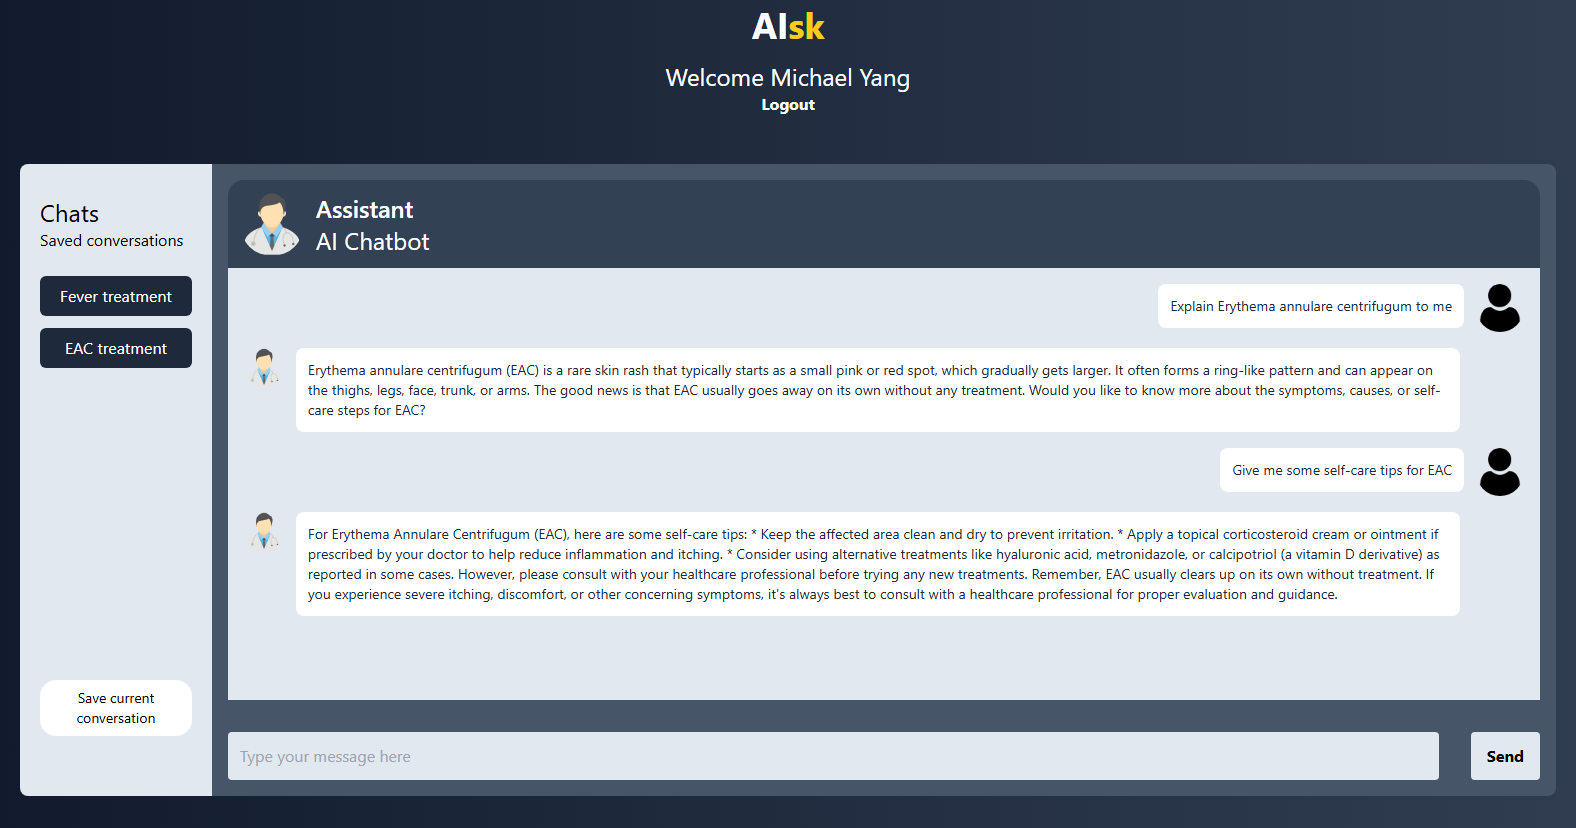 AIsk
Welcome Michael Yang
Logout
Chats
Saved conversations
Fever treatment
EAC treatment
Save current
conversation
Assistant
AI Chatbot
Explain Erythema annulare centrifugum to me
Erythema annulare centrifugum (EAC) is a rare skin rash that typically starts as a small pink or red spot, which gradually gets larger. It often forms a ring-like pattern and can appear on
the thighs, legs, face, trunk, or arms. The good news is that EAC usually goes away on its own without any treatment. Would you like to know more about the symptoms, causes, or self-
care steps for EAC?
Give me some self-care tips for EAC
For Erythema Annulare Centrifugum (EAC), here are some self-care tips: * Keep the affected area clean and dry to prevent irritation. * Apply a topical corticosteroid cream or ointment if
prescribed by your doctor to help reduce inflammation and itching. * Consider using alternative treatments like hyaluronic acid, metronidazole, or calcipotriol (a vitamin D derivative) as
reported in some cases. However, please consult with your healthcare professional before trying any new treatments. Remember, EAC usually clears up on its own without treatment. If
you experience severe itching, discomfort, or other concerning symptoms, it's always best to consult with a healthcare professional for proper evaluation and guidance.
Type your message here
Send